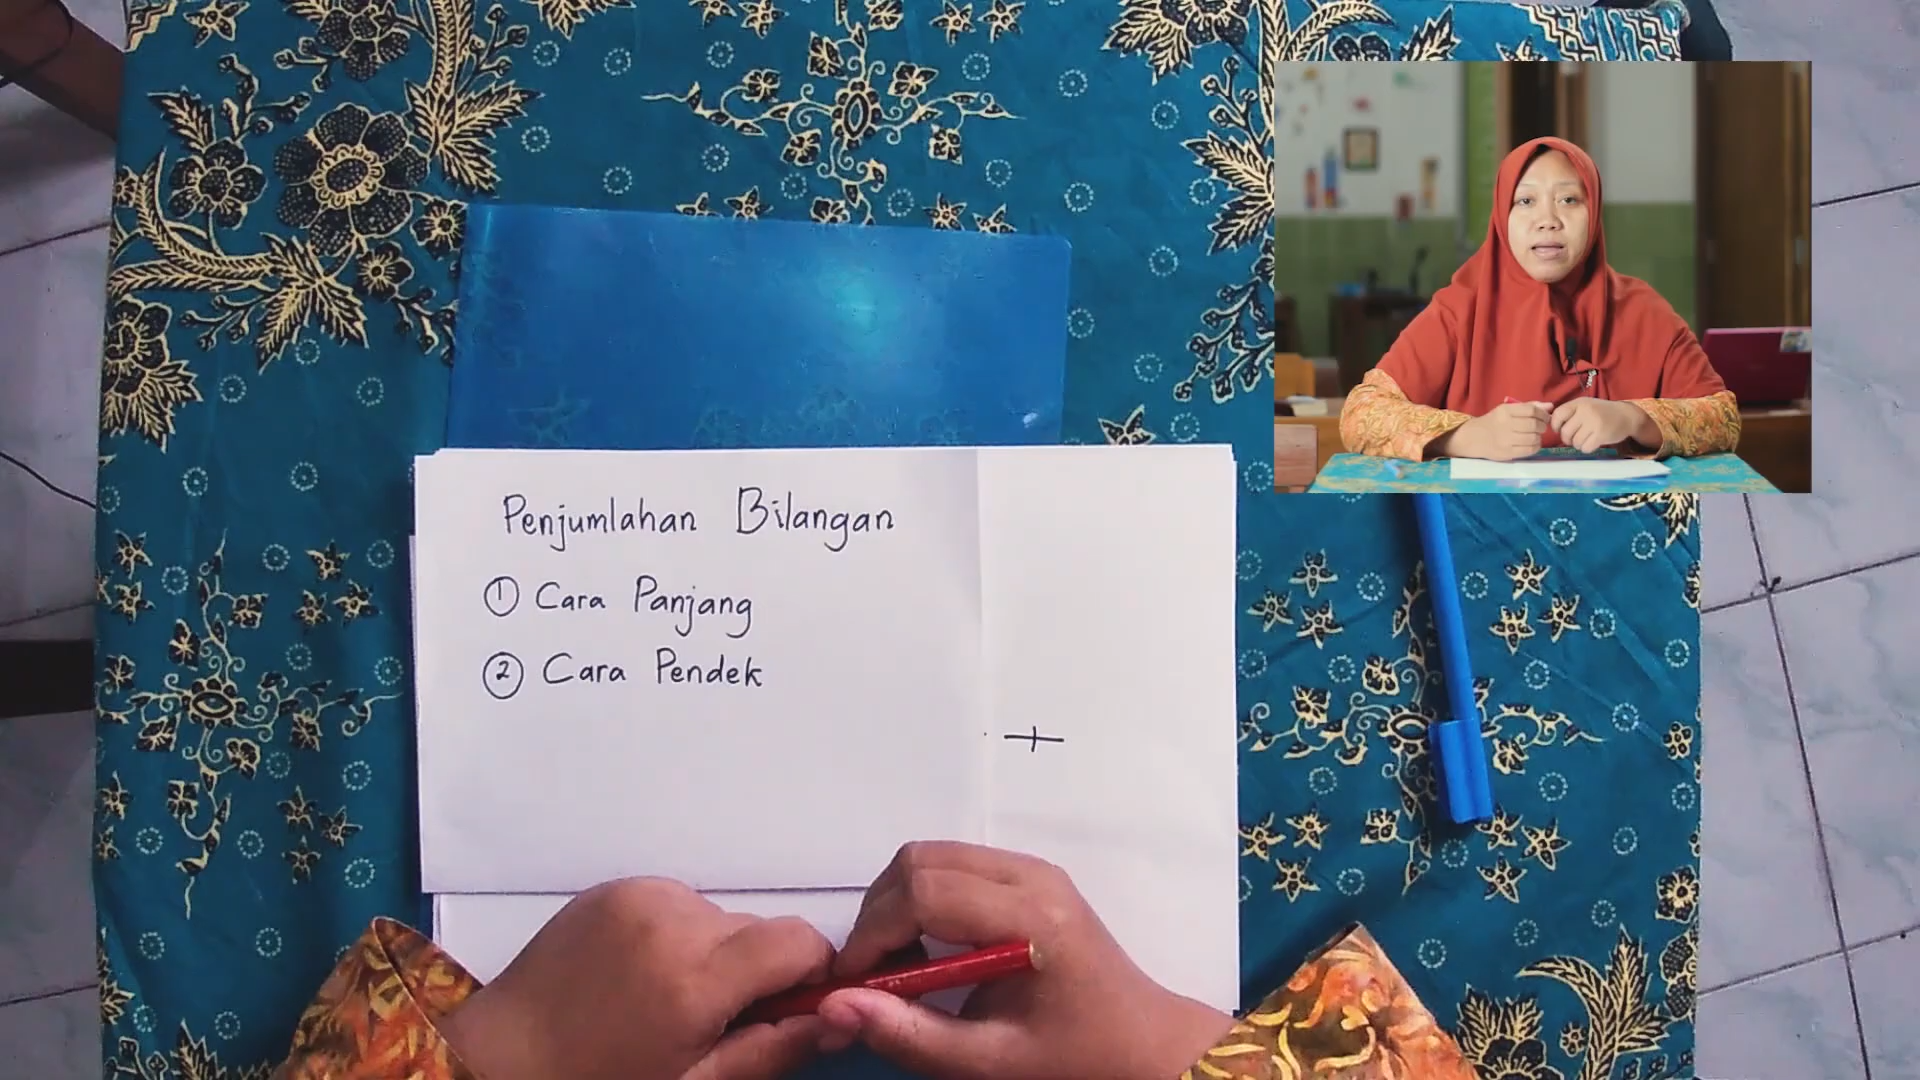 Penjumlahan Bilangan
① Cara Panjang
② Cara Pendek
+